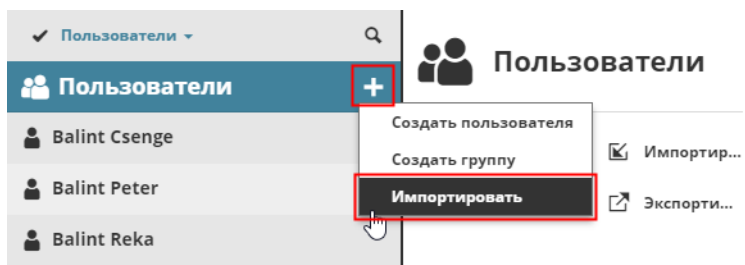 Пользователи
Пользователи
+
Balint Csenge
Balint Peter
Balint Reka
Создать пользователя
Создать группу
Импортировать
Пользователи
Импортир...
Экспорти...